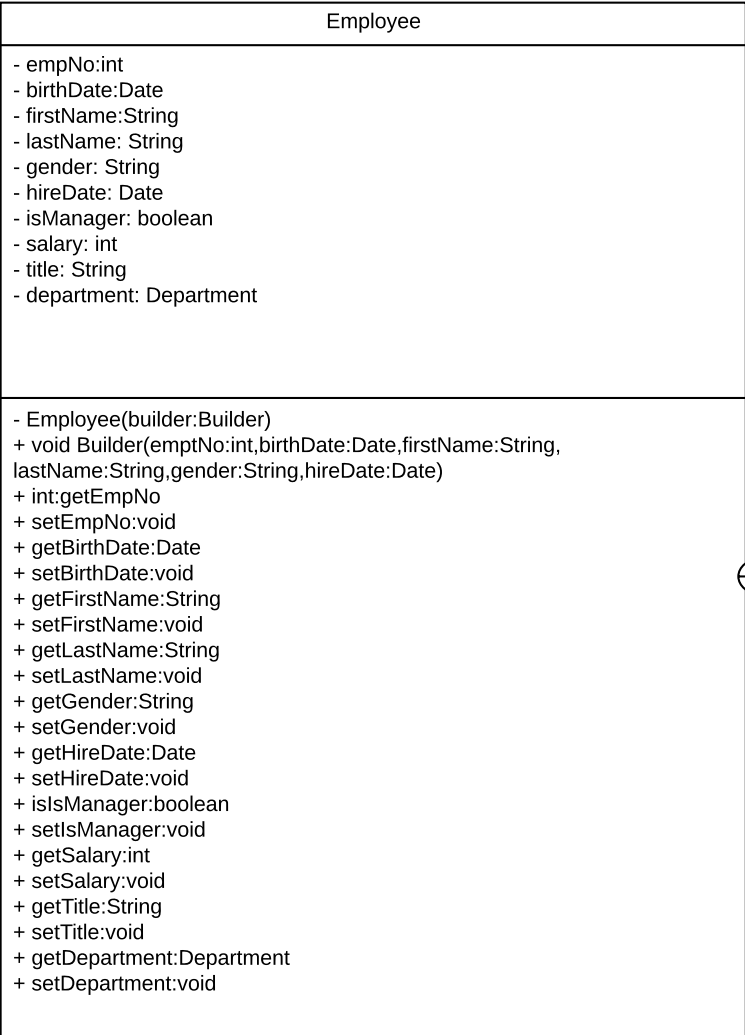 Employee
- empNo:int
- birthDate:Date
- firstName:String
- lastName: String
- gender: String
- hireDate: Date
- isManager: boolean
- salary: int
- title: String
- department: Department
- Employee(builder:Builder)
+ void Builder(emptNo:int,birthDate:Date,firstName:String,
lastName:String,gender:String,hireDate:Date)
+ int:getEmpNo
+ setEmpNo:void
+ getBirthDate:Date
+ setBirthDate:void
+ getFirstName:String
+ setFirstName:void
+ getLastName:String
+ setLastName:void
+ getGender:String
+ setGender:void
+ getHireDate:Date
+ setHireDate:void
+ isIsManager:boolean
+ setIsManager:void
+ getSalary:int
+ setSalary:void
+ getTitle:String
+ setTitle:void
+ getDepartment:Department
+ setDepartment:void